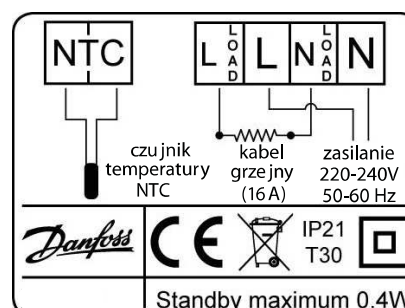 NTC
L LOAD L N LOAD N
czujnik
temperatury
NTC
kabel
grzejny
(16 A)
zasilanie
220-240V
50-60 Hz
Danfoss
CE
IP21
T30
Standby maximum 0.4W